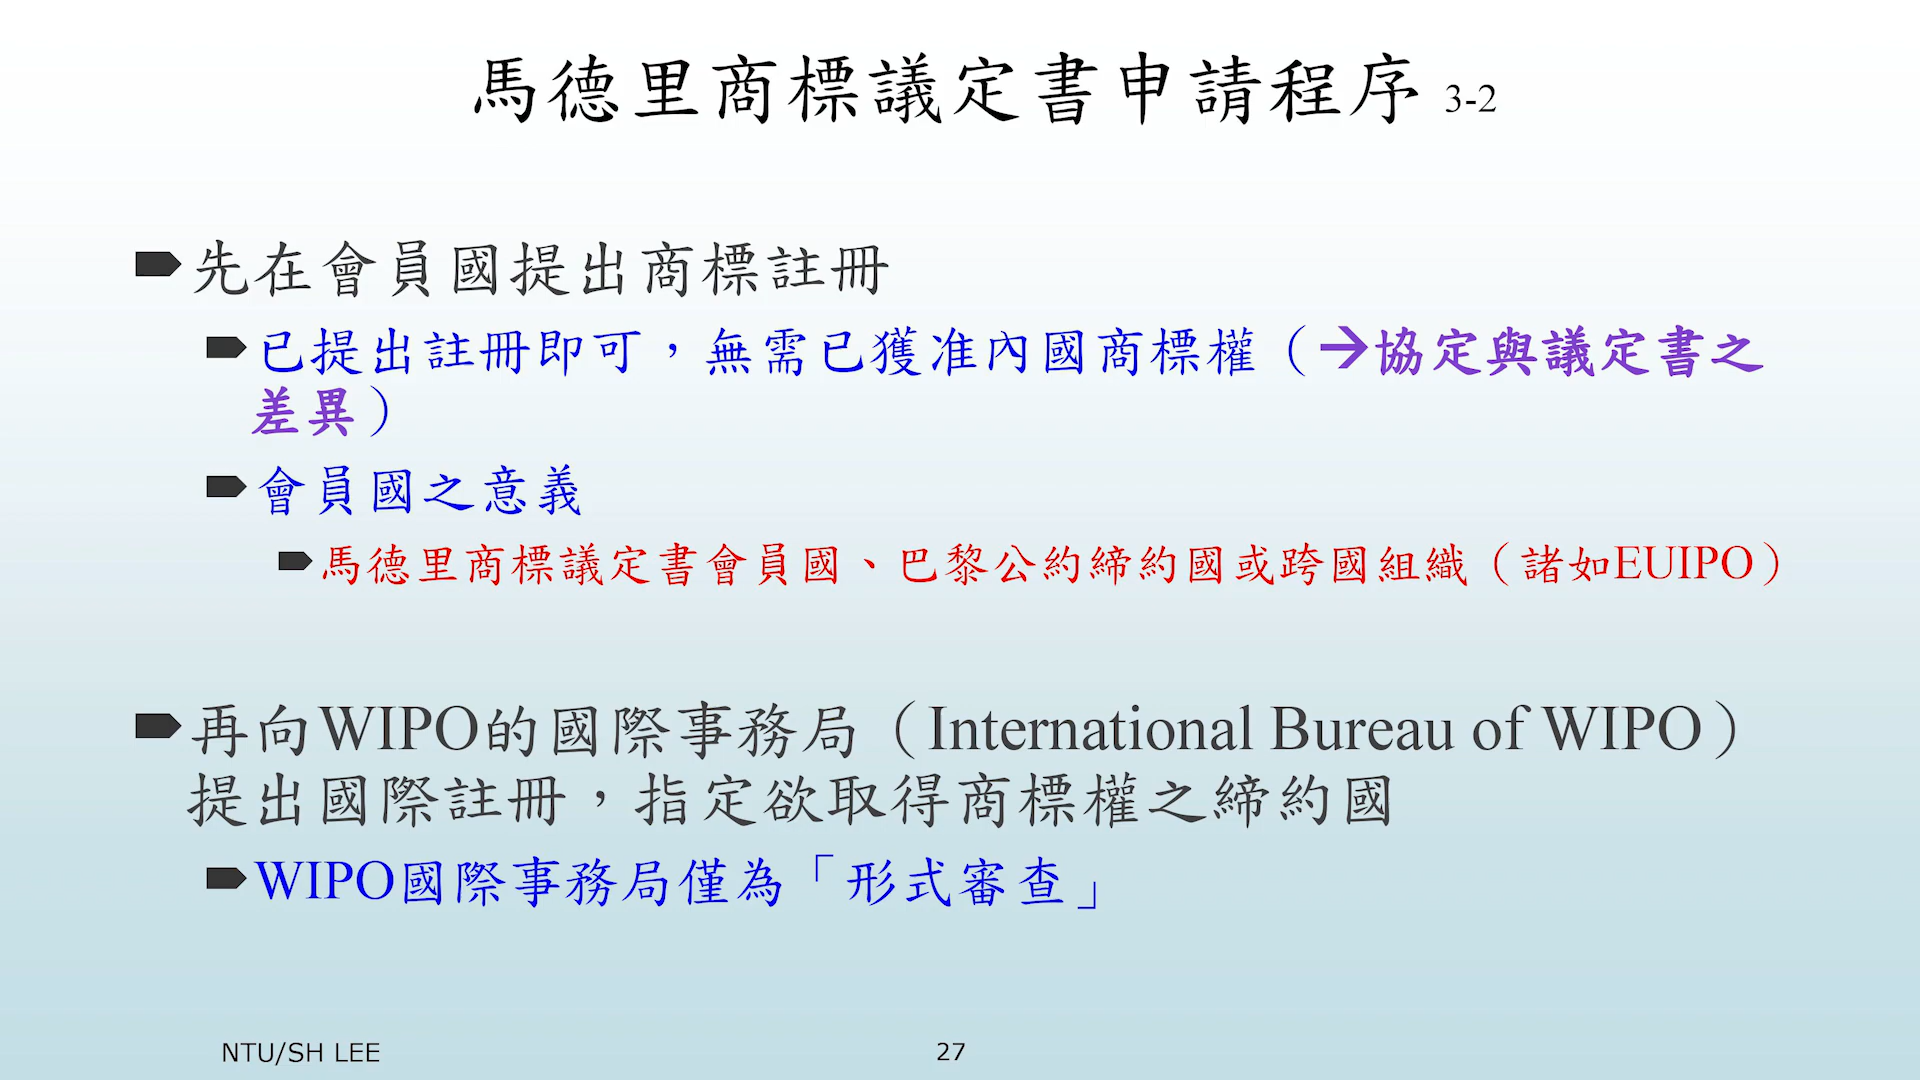 馬德里商標議定書申請程序 3-2
先在會員國提出商標註冊
已提出註冊即可，無需已獲准內國商標權（→協定與議定書之
差異）
會員國之意義
馬德里商標議定書會員國、巴黎公約締約國或跨國組織（諸如EUIPO）
再向WIPO的國際事務局（International Bureau of WIPO）
提出國際註冊，指定欲取得商標權之締約國
WIPO國際事務局僅為「形式審查」
NTU/SH LEE
27